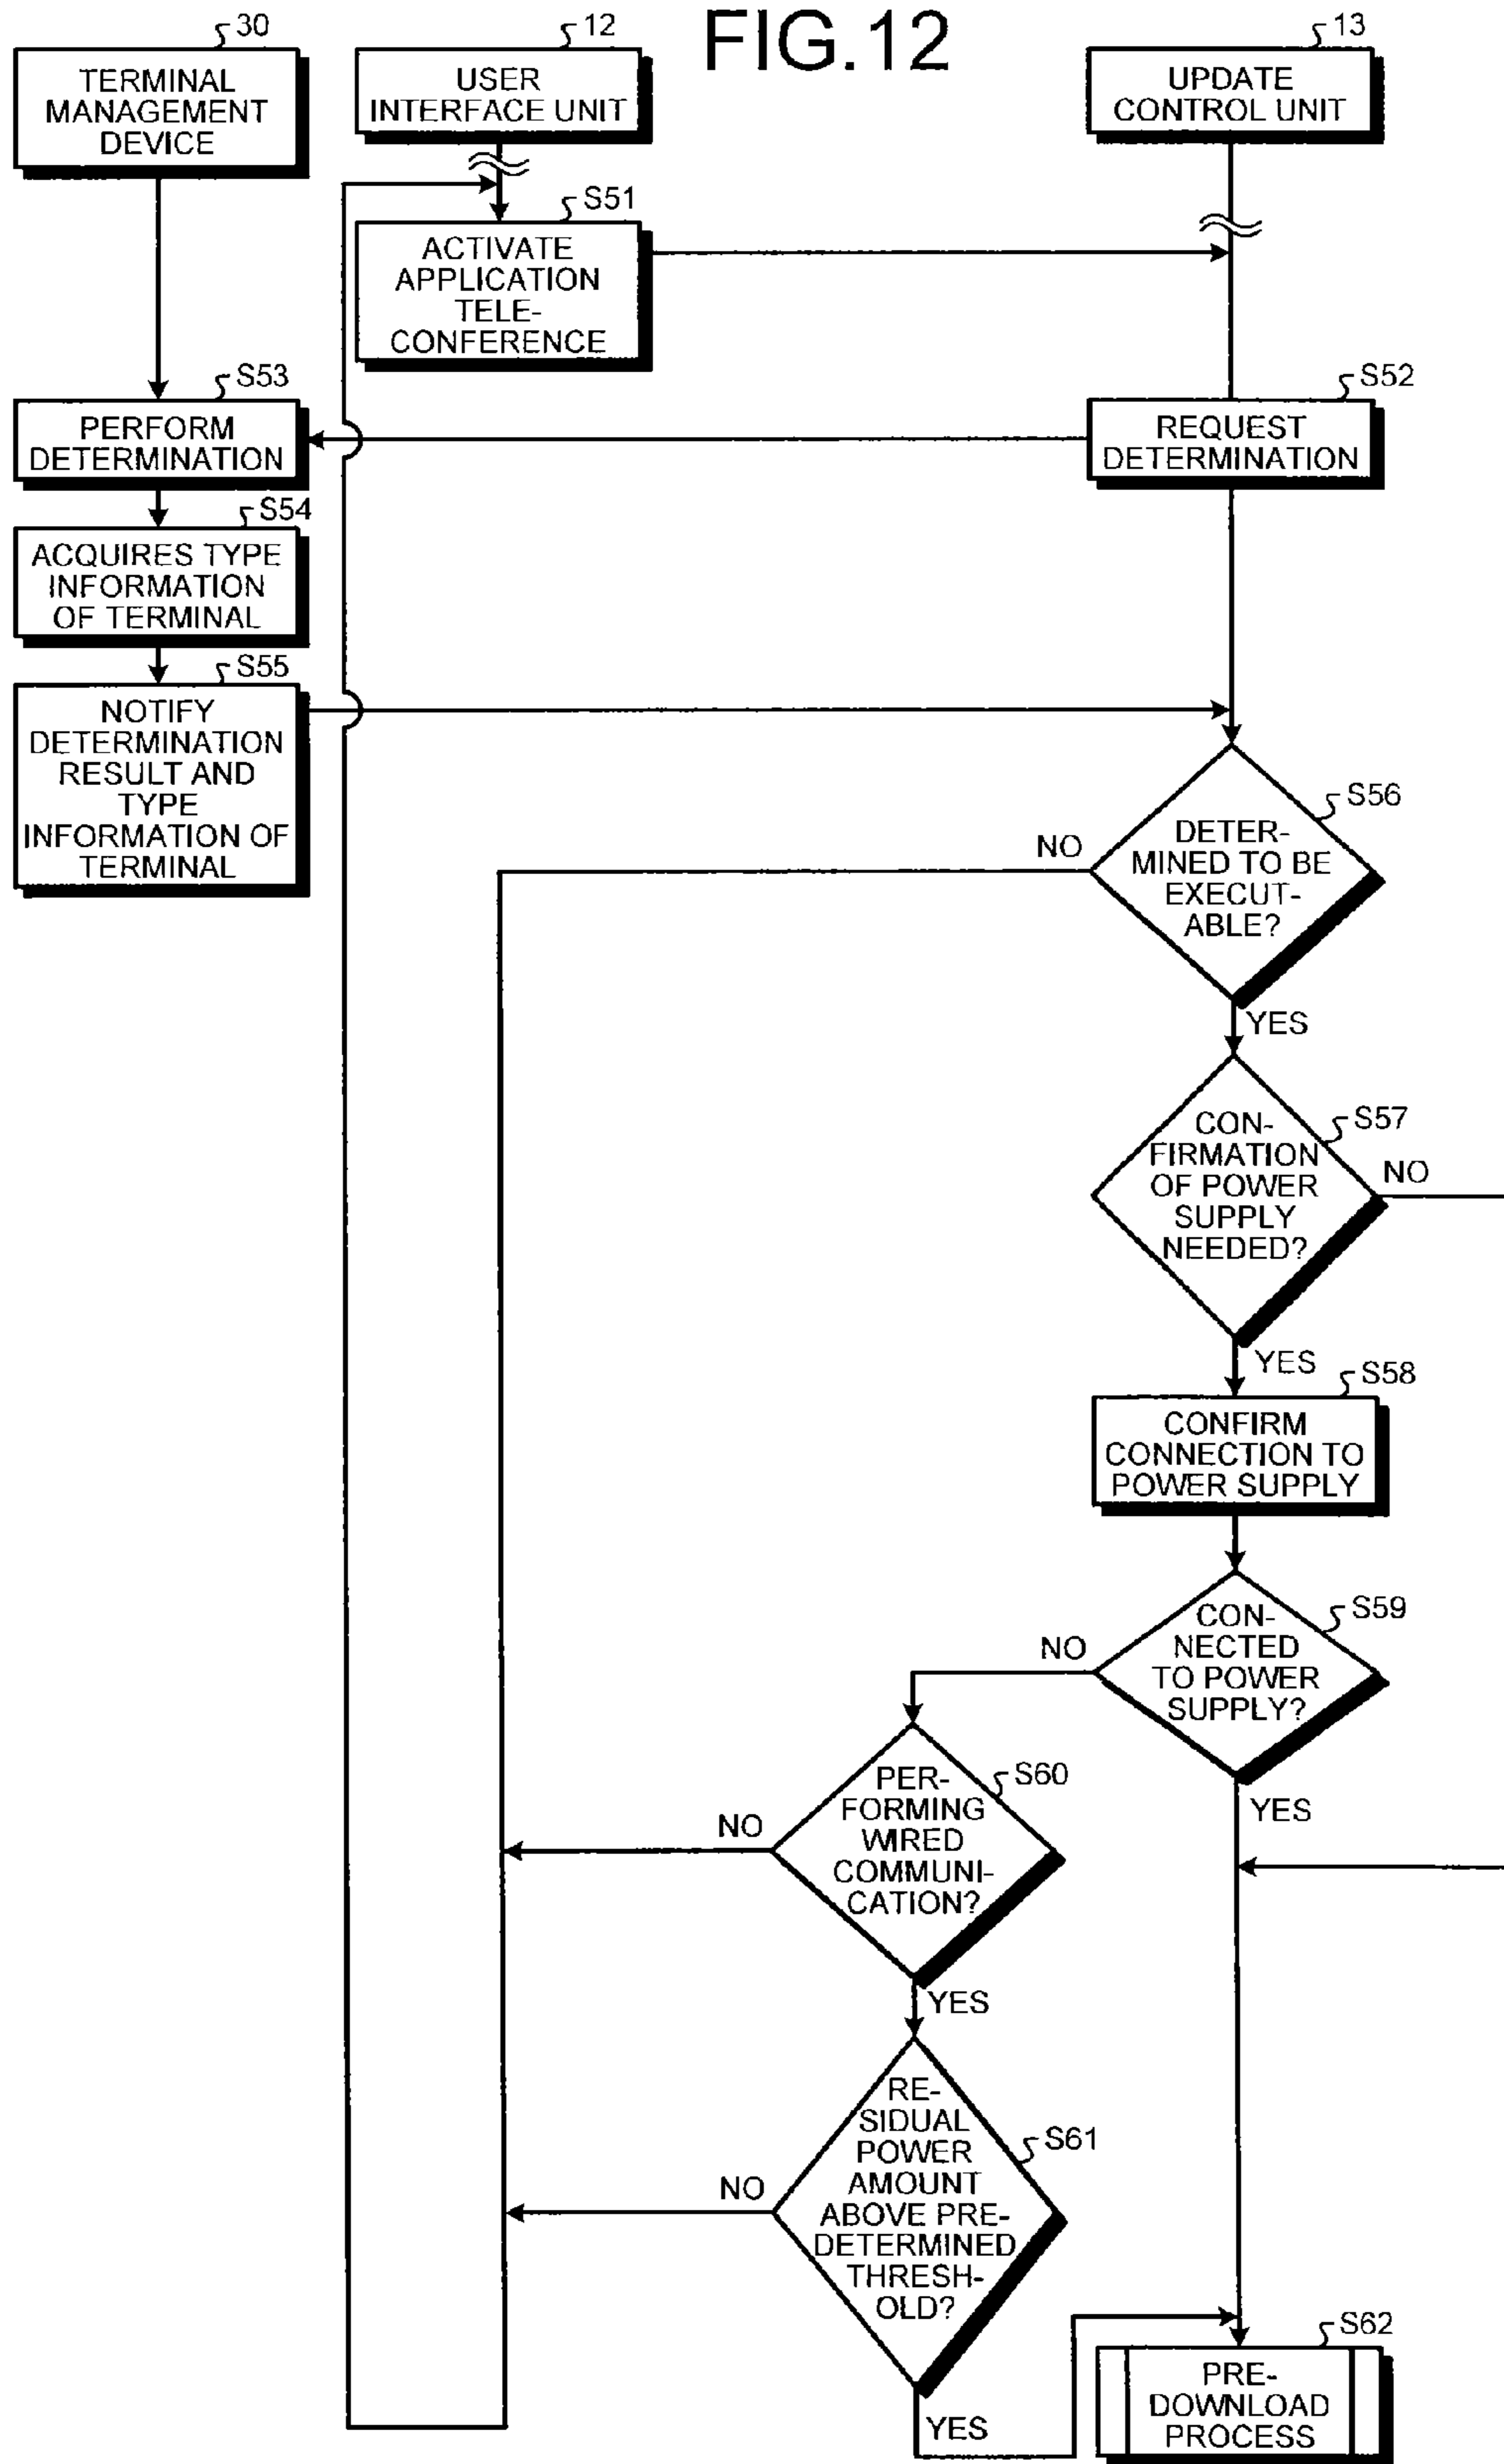 FIG.12
30
TERMINAL
MANAGEMENT
DEVICE
12
USER
INTERFACE UNIT
13
UPDATE
CONTROL UNIT
S51
ACTIVATE
APPLICATION
TELE-
CONFERENCE
S52
REQUEST
DETERMINATION
S53
PERFORM
DETERMINATION
S54
ACQUIRES TYPE
INFORMATION
OF TERMINAL
S55
NOTIFY
DETERMINATION
RESULT AND
TYPE
INFORMATION OF
TERMINAL
S56
DETER-
MINED TO BE
EXECUT-
ABLE?
NO
YES
S57
CON-
FIRMATION
OF POWER
SUPPLY
NEEDED?
NO
YES
S58
CONFIRM
CONNECTION TO
POWER SUPPLY
S59
CON-
NECTED
TO POWER
SUPPLY?
NO
YES
S60
PER-
FORMING
WIRED
COMMUNI-
CATION?
NO
YES
S61
RE-
SIDUAL
POWER
AMOUNT
ABOVE PRE-
DETERMINED
THRESH-
OLD?
NO
YES
S62
PRE-
DOWNLOAD
PROCESS